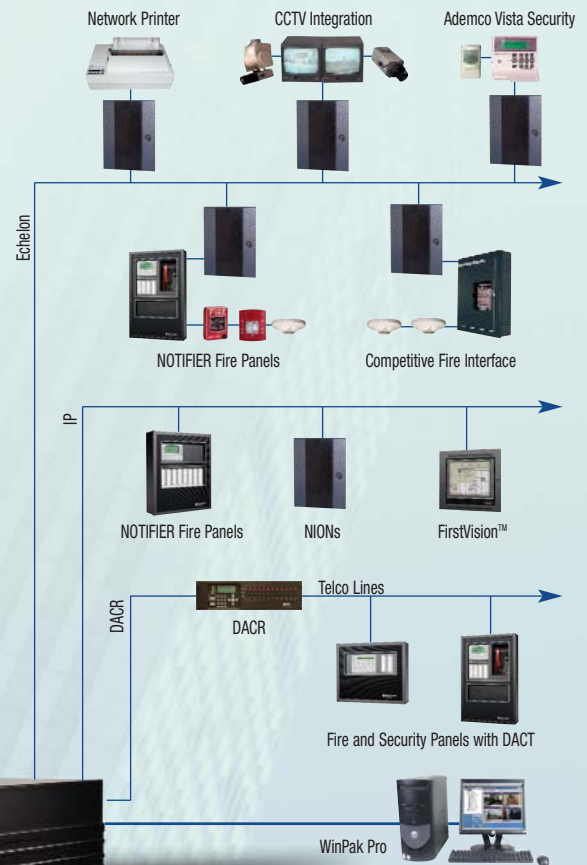 Network Printer
CCTV Integration
Ademco Vista Security
Echelon
NOTIFIER Fire Panels
Competitive Fire Interface
IP
NOTIFIER Fire Panels
NIONs
FirstVision™
DACR
Telco Lines
DACR
Fire and Security Panels with DACT
WinPak Pro